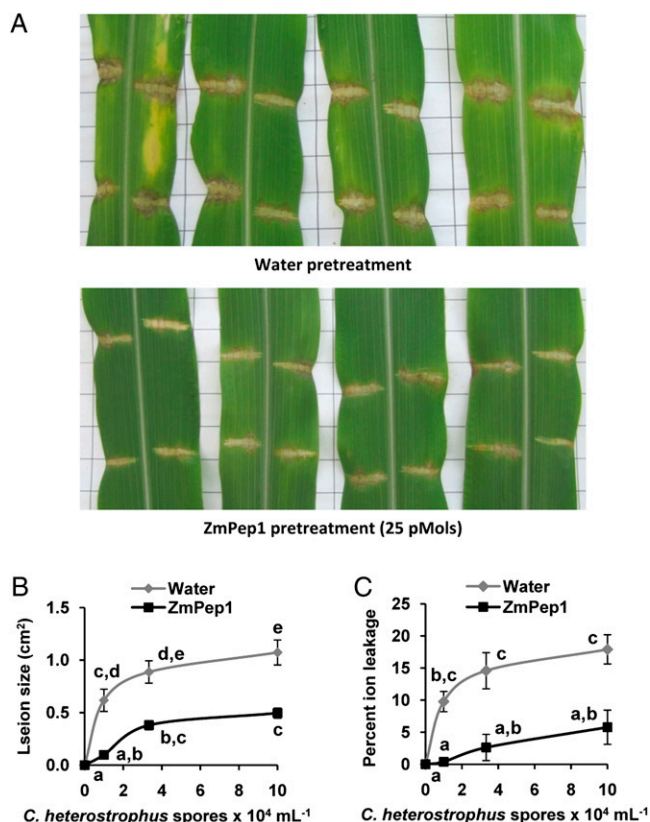 A
Water pretreatment
ZmPep1 pretreatment (25 pMols)
B
Water
ZmPep1
Lseion size (cm²)
1.5
1.0
0.5
0.0
c,d
d,e
e
a
a,b
b,c
c
0 2 4 6 8 10
C. heterostrophus spores x 10⁴ mL⁻¹
C
Water
ZmPep1
Percent ion leakage
25
20
15
10
5
0
b,c
c
c
a
a
a,b
a,b
0 2 4 6 8 10
C. heterostrophus spores x 10⁴ mL⁻¹